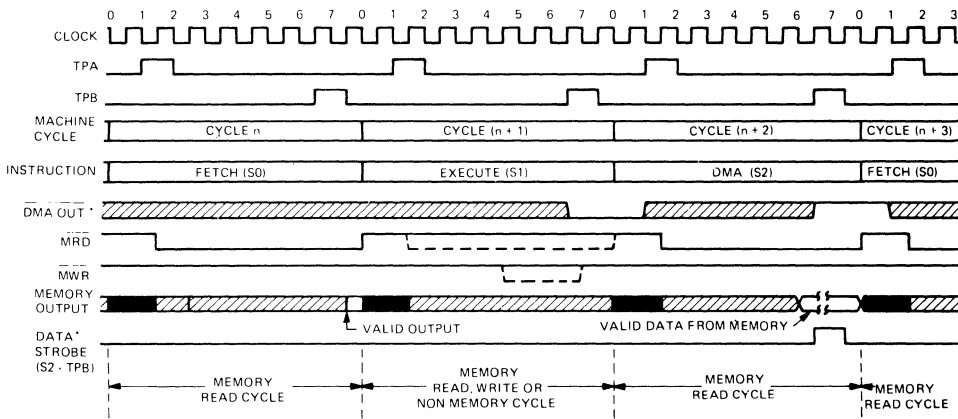 0 1 2 3 4 5 6 7 0 1 2 3 4 5 6 7 0 1 2 3 4 5 6 7 0 1 2 3
CLOCK
TPA
TPB
MACHINE CYCLE
CYCLE n
CYCLE (n + 1)
CYCLE (n + 2)
CYCLE (n + 3)
INSTRUCTION
FETCH (S0)
EXECUTE (S1)
DMA (S2)
FETCH (S0)
DMA OUT *
MRD
MWR
MEMORY OUTPUT
VALID OUTPUT
VALID DATA FROM MEMORY
DATA* STROBE (S2 - TPB)
MEMORY READ CYCLE
MEMORY READ, WRITE OR NON MEMORY CYCLE
MEMORY READ CYCLE
MEMORY READ CYCLE